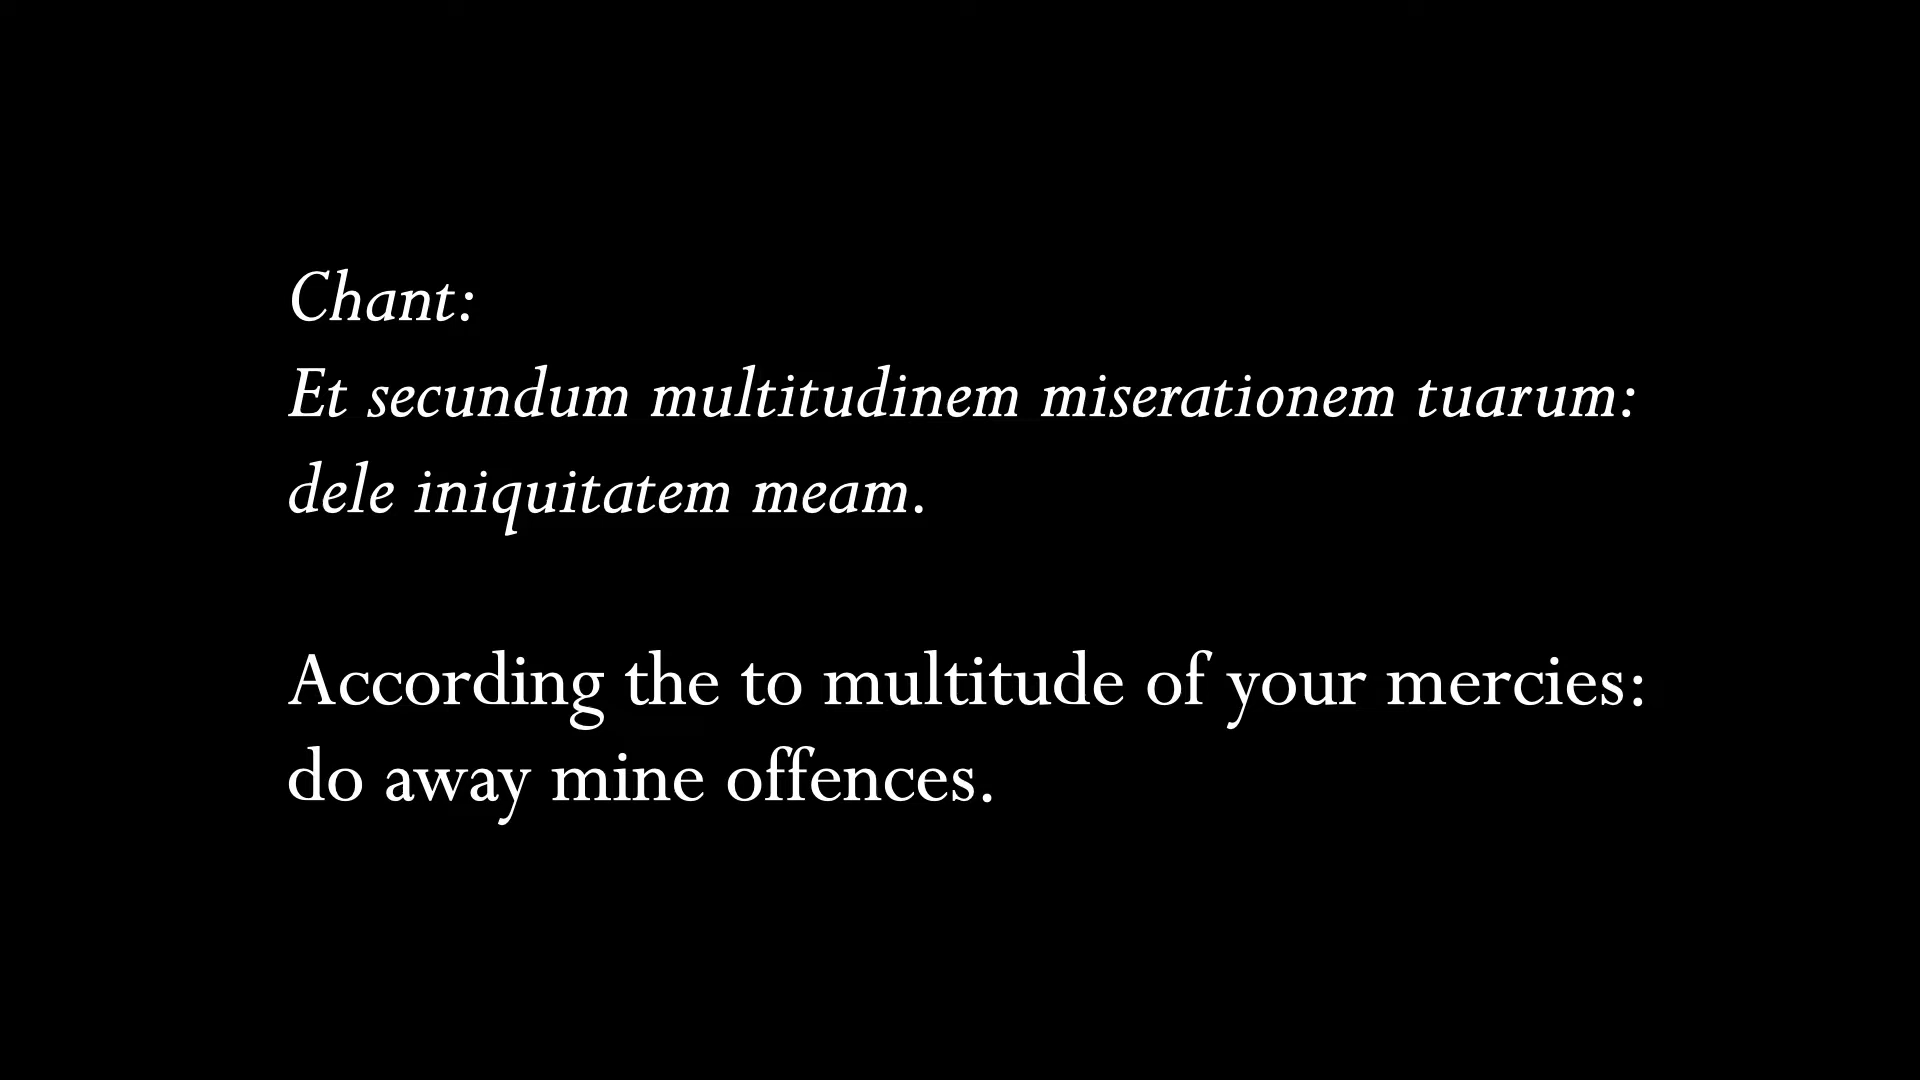 Chant:
Et secundum multitudinem miserationem tuarum:
dele iniquitatem meam.
According the to multitude of your mercies:
do away mine offences.